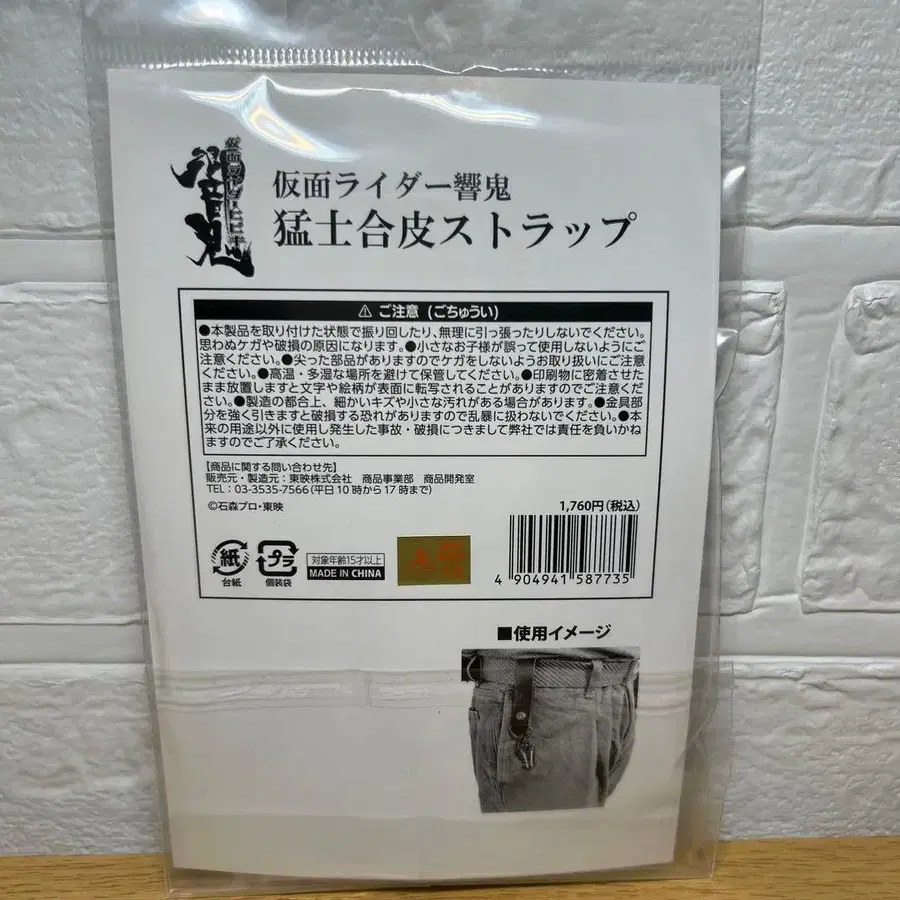 仮面ライダーヒビキ
響鬼
仮面ライダー響鬼
猛士合皮ストラップ
⚠ ご注意 (ごちゅうい)
●本製品を取り付けた状態で振り回したり、無理に引っ張ったりしないでください。
思わぬケガや破損の原因になります。●小さなお子様が誤って使用しないようにご
注意ください。●尖った部品がありますのでケガをしないようお取り扱いにご注意
ください。●高温・多湿な場所を避けて保管してください。●印刷物に密着させた
まま放置しますと文字や絵柄が表面に転写されることがありますのでご注意くだ
さい。●製造の都合上、細かいキズや小さな汚れがある場合があります。●金具部
分を強く引きますと破損する恐れがありますので乱暴に扱わないでください。●本
来の用途以外に使用し発生した事故・破損につきまして弊社では責任を負いかね
ますのでご了承ください。
【商品に関する問い合わせ先】
販売元・製造元：東映株式会社 商品事業部 商品開発室
TEL：03-3535-7566(平日10時から17時まで)
©石森プロ・東映
1,760円(税込)
紙
台紙
プラ
個装袋
対象年齢15才以上
MADE IN CHINA
4 904941 587735
■使用イメージ